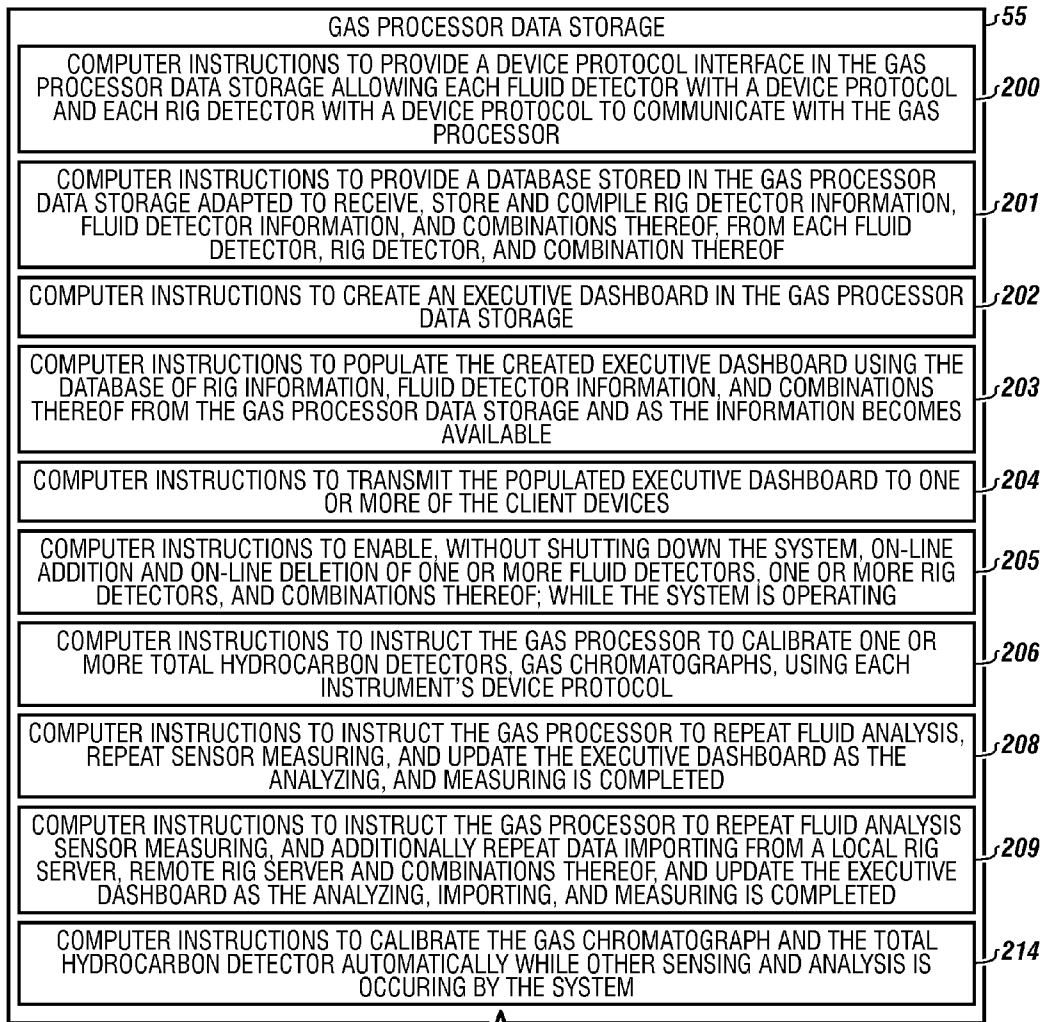 GAS PROCESSOR DATA STORAGE
55
COMPUTER INSTRUCTIONS TO PROVIDE A DEVICE PROTOCOL INTERFACE IN THE GAS
PROCESSOR DATA STORAGE ALLOWING EACH FLUID DETECTOR WITH A DEVICE PROTOCOL
AND EACH RIG DETECTOR WITH A DEVICE PROTOCOL TO COMMUNICATE WITH THE GAS
PROCESSOR
200
COMPUTER INSTRUCTIONS TO PROVIDE A DATABASE STORED IN THE GAS PROCESSOR
DATA STORAGE ADAPTED TO RECEIVE, STORE AND COMPILE RIG DETECTOR INFORMATION,
FLUID DETECTOR INFORMATION, AND COMBINATIONS THEREOF, FROM EACH FLUID
DETECTOR, RIG DETECTOR, AND COMBINATION THEREOF
201
COMPUTER INSTRUCTIONS TO CREATE AN EXECUTIVE DASHBOARD IN THE GAS PROCESSOR
DATA STORAGE
202
COMPUTER INSTRUCTIONS TO POPULATE THE CREATED EXECUTIVE DASHBOARD USING THE
DATABASE OF RIG INFORMATION, FLUID DETECTOR INFORMATION, AND COMBINATIONS
THEREOF FROM THE GAS PROCESSOR DATA STORAGE AND AS THE INFORMATION BECOMES
AVAILABLE
203
COMPUTER INSTRUCTIONS TO TRANSMIT THE POPULATED EXECUTIVE DASHBOARD TO ONE
OR MORE OF THE CLIENT DEVICES
204
COMPUTER INSTRUCTIONS TO ENABLE, WITHOUT SHUTTING DOWN THE SYSTEM, ON-LINE
ADDITION AND ON-LINE DELETION OF ONE OR MORE FLUID DETECTORS, ONE OR MORE RIG
DETECTORS, AND COMBINATIONS THEREOF; WHILE THE SYSTEM IS OPERATING
205
COMPUTER INSTRUCTIONS TO INSTRUCT THE GAS PROCESSOR TO CALIBRATE ONE OR
MORE TOTAL HYDROCARBON DETECTORS, GAS CHROMATOGRAPHS, USING EACH
INSTRUMENT'S DEVICE PROTOCOL
206
COMPUTER INSTRUCTIONS TO INSTRUCT THE GAS PROCESSOR TO REPEAT FLUID ANALYSIS,
REPEAT SENSOR MEASURING, AND UPDATE THE EXECUTIVE DASHBOARD AS THE
ANALYZING, AND MEASURING IS COMPLETED
208
COMPUTER INSTRUCTIONS TO INSTRUCT THE GAS PROCESSOR TO REPEAT FLUID ANALYSIS
SENSOR MEASURING, AND ADDITIONALLY REPEAT DATA IMPORTING FROM A LOCAL RIG
SERVER, REMOTE RIG SERVER AND COMBINATIONS THEREOF, AND UPDATE THE EXECUTIVE
DASHBOARD AS THE ANALYZING, IMPORTING, AND MEASURING IS COMPLETED
209
COMPUTER INSTRUCTIONS TO CALIBRATE THE GAS CHROMATOGRAPH AND THE TOTAL
HYDROCARBON DETECTOR AUTOMATICALLY WHILE OTHER SENSING AND ANALYSIS IS
OCCURING BY THE SYSTEM
214